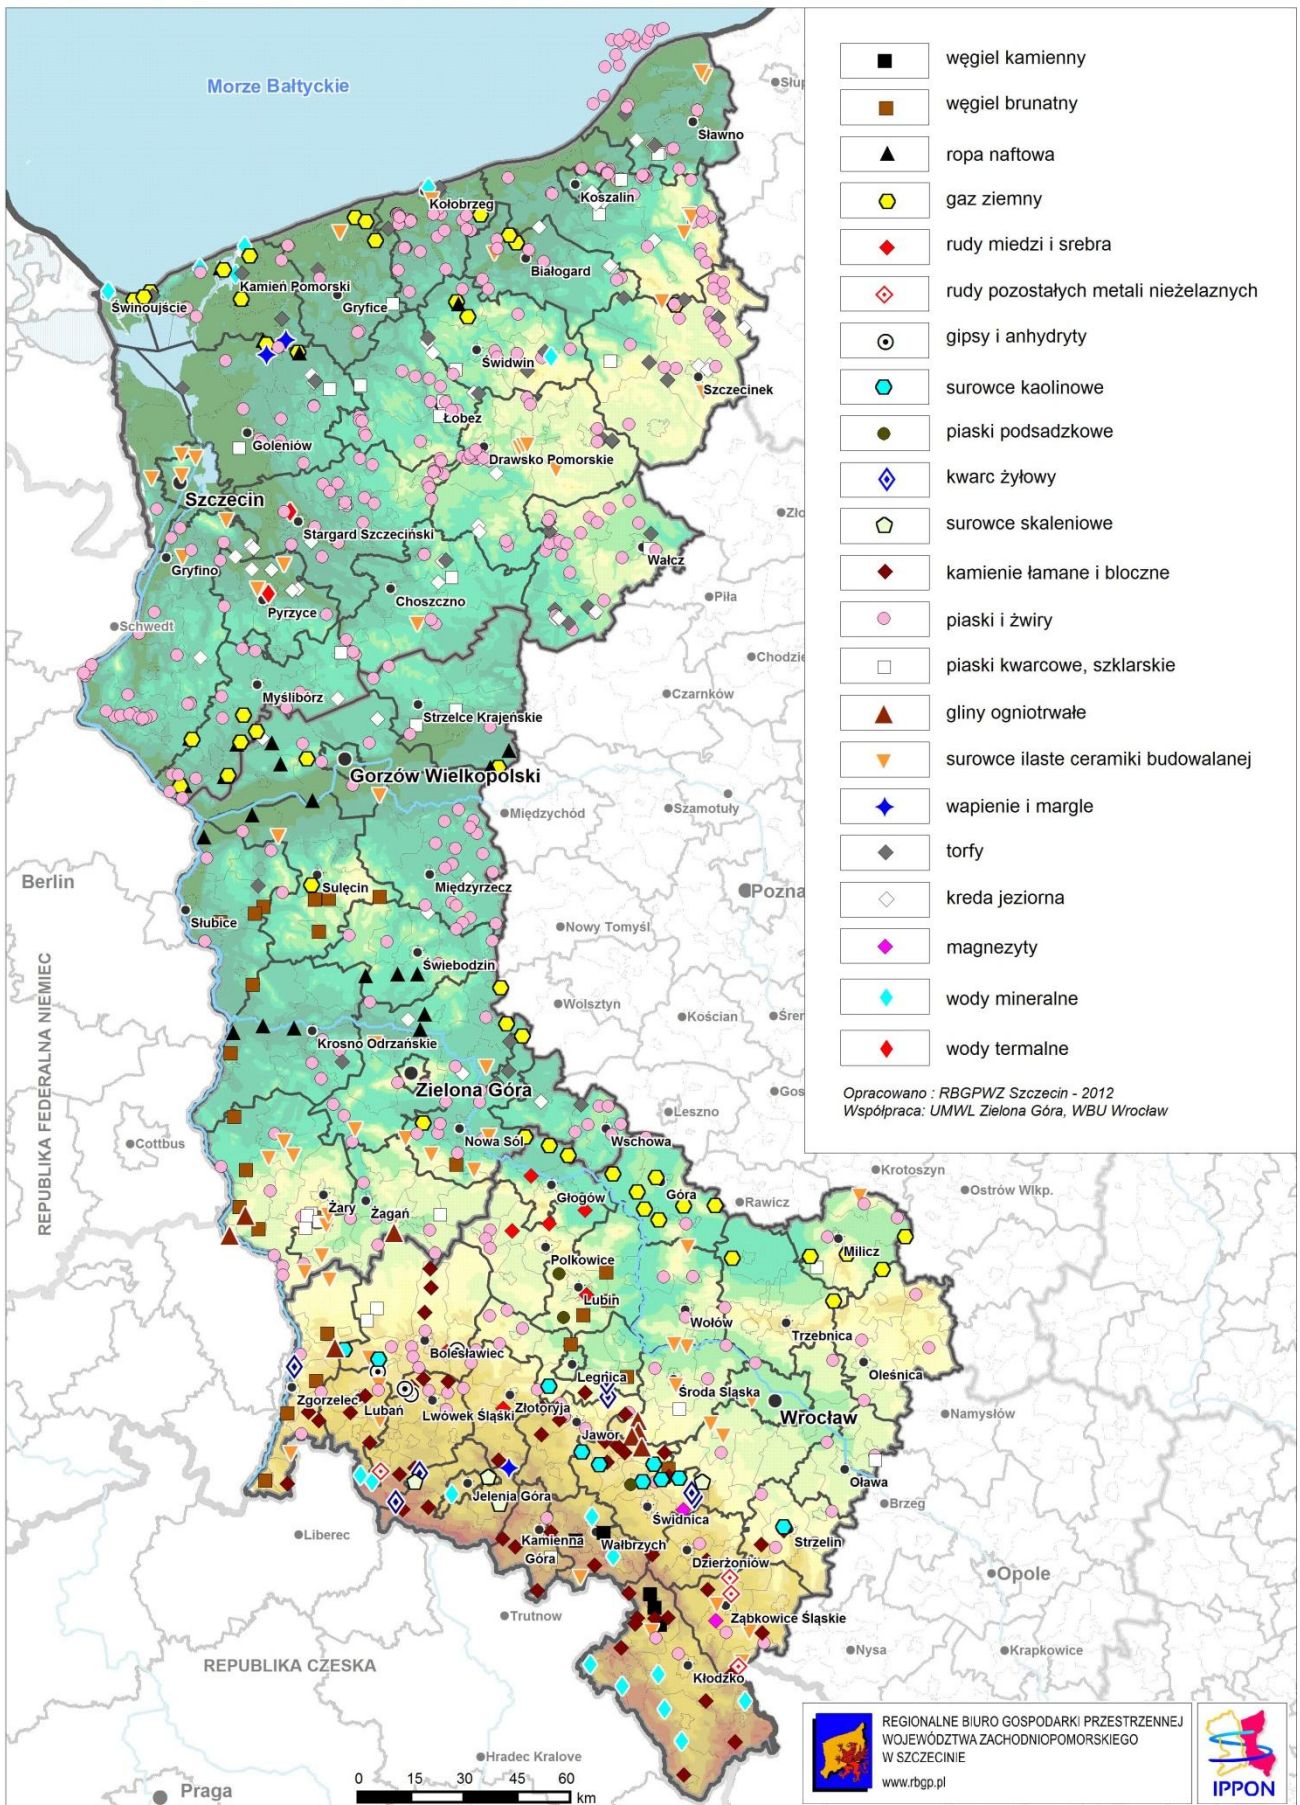 Morze Bałtyckie
Sławno
Koszalin
Kołobrzeg
Białogard
Kamień Pomorski
Świnoujście
Gryfice
Świdwin
Szczecinek
Łobez
Goleniów
Drawsko Pomorskie
Szczecin
Stargard Szczeciński
Wałcz
Gryfino
Choszczno
Pyrzyce
Piła
Schwedt
Chodzie
Myślibórz
Czarnków
Strzelce Krajeńskie
Gorzów Wielkopolski
Międzychód
Szamotuły
Berlin
Sulęcin
Międzyrzecz
Pozna
Słubice
Nowy Tomyśl
Świebodzin
REPUBLIKA FEDERALNA NIEMIEC
Wolsztyn
Kościan
Śrem
Krosno Odrzańskie
Zielona Góra
Gos
Leszno
Cottbus
Nowa Sól
Wschowa
Krotoszyn
Ostrów Wlkp.
Głogów
Góra
Rawicz
Żary
Żagań
Milicz
Polkowice
Lubin
Wołów
Trzebnica
Bolesławiec
Oleśnica
Legnica
Środa Śląska
Zgorzelec
Lubań
Lwówek Śląski
Złotoryja
Wrocław
Namysłów
Jawor
Oława
Jelenia Góra
Brzeg
Świdnica
Liberec
Kamienna
Góra
Wałbrzych
Strzelin
Dzierżoniów
Opole
Trutnow
Ząbkowice Śląskie
Nysa
Krapkowice
REPUBLIKA CZESKA
Kłodzko
Hradec Kralove
Praga
0 15 30 45 60
km
węgiel kamienny
węgiel brunatny
ropa naftowa
gaz ziemny
rudy miedzi i srebra
rudy pozostałych metali nieżelaznych
gipsy i anhydryty
surowce kaolinowe
piaski podsadzkowe
kwarc żyłowy
surowce skaleniowe
kamienie łamane i bloczne
piaski i żwiry
piaski kwarcowe, szklarskie
gliny ogniotrwałe
surowce ilaste ceramiki budowalanej
wapienie i margle
torfy
kreda jeziorna
magnezyty
wody mineralne
wody termalne
Opracowano : RBGPWZ Szczecin - 2012
Współpraca: UMWL Zielona Góra, WBU Wrocław
REGIONALNE BIURO GOSPODARKI PRZESTRZENNEJ
WOJEWÓDZTWA ZACHODNIOPOMORSKIEGO
W SZCZECINIE
www.rbgp.pl
IPPON